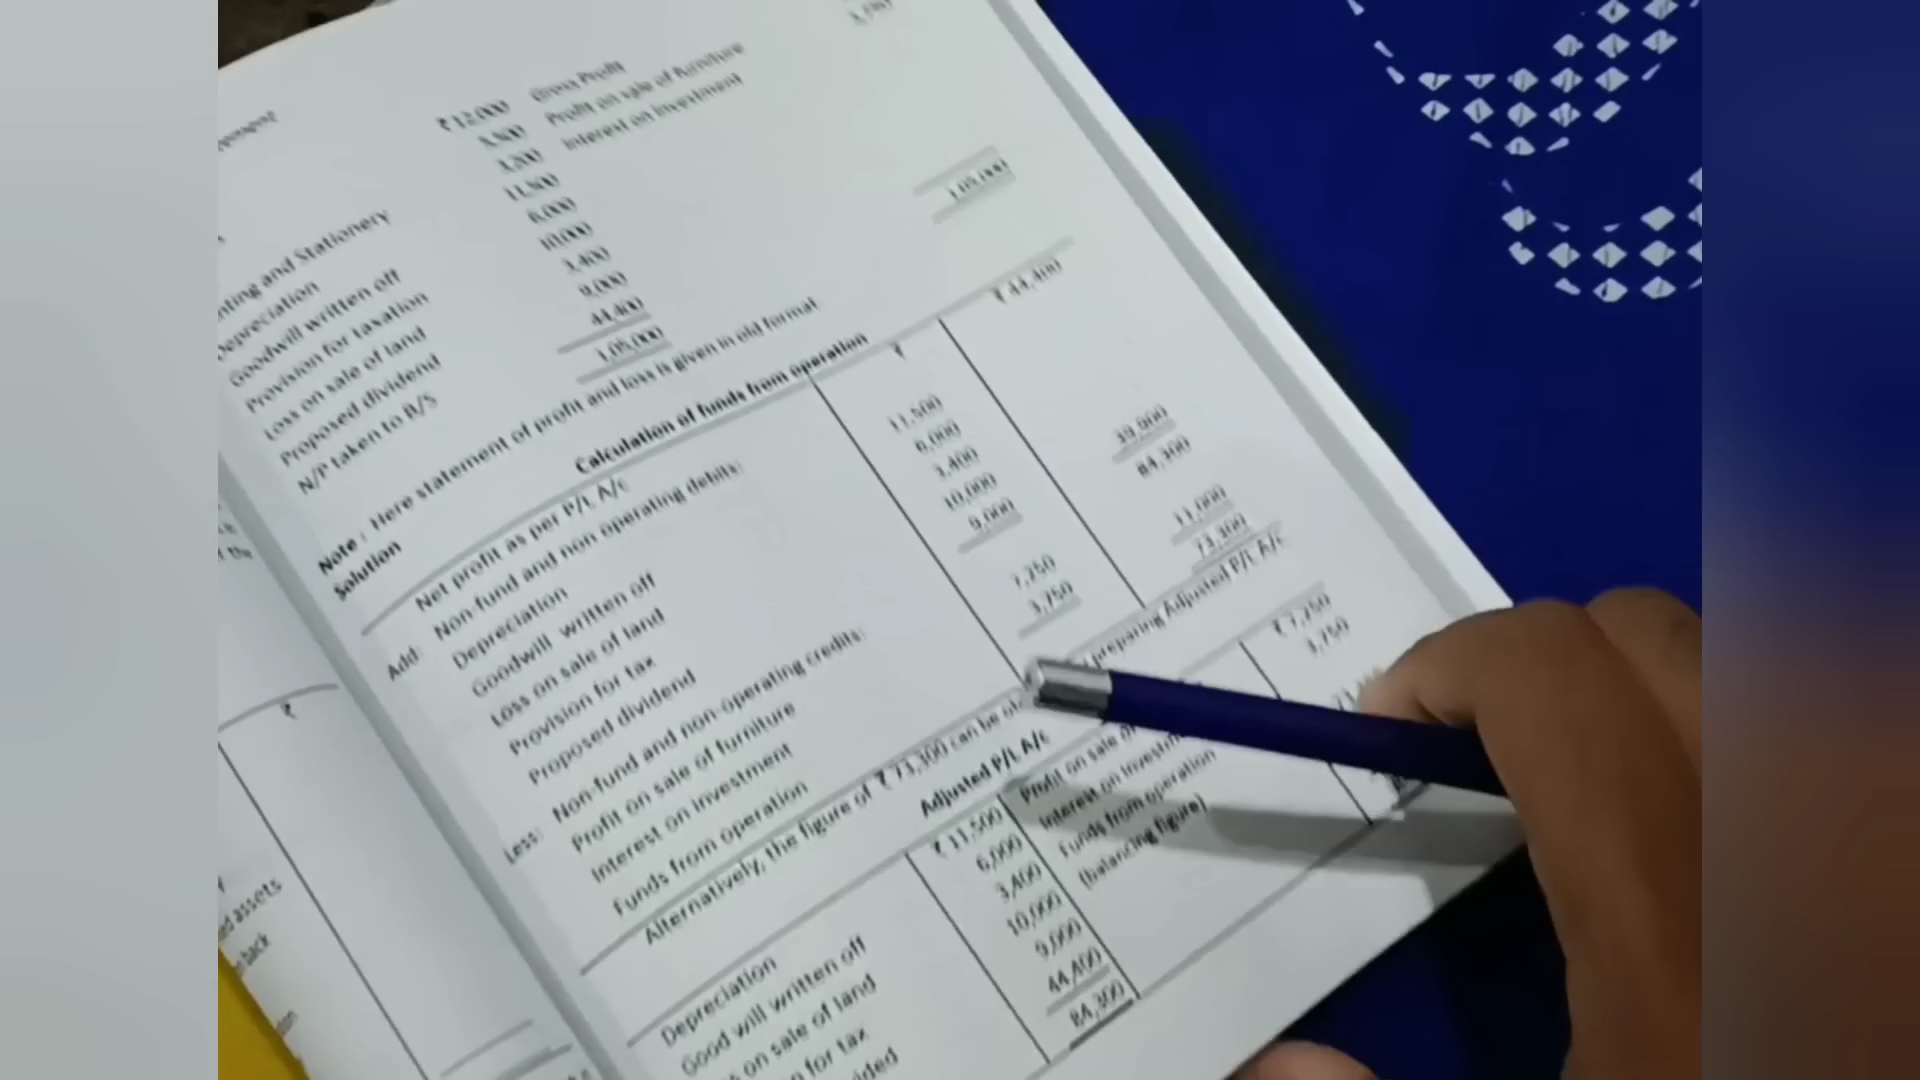 3,750
Gross Profit
Profit on sale of furniture
Interest on Investment
₹ 12,000
3,500
3,200
11,500
6,000
10,000
3,400
9,000
44,400
1,05,000
1,05,000
nting and Stationery
Depreciation
Goodwill written off
Provision for taxation
Loss on sale of land
Proposed dividend
N/P taken to B/S
Note : Here statement of profit and loss is given in old format
Solution
Calculation of funds from operation
₹
₹ 44,400
Net profit as per P/L A/c
Add: Non-fund and non operating debits:
Depreciation 11,500
Goodwill written off 6,000
Loss on sale of land 3,400
Provision for tax 10,000
Proposed dividend 9,000 39,900
84,300
Less: Non-fund and non-operating credits:
Profit on sale of furniture 7,250
Interest on investment 3,750 11,000
Funds from operation 73,300
Alternatively, the figure of ₹ 73,300 can be preparing Adjusted P/L A/c
Adjusted P/L A/c
Depreciation ₹ 11,500 Profit on sale ₹ 7,250
Good will written off 6,000 Interest on 3,750
on sale of land 3,400 Funds from operation
for tax 10,000 (balancing figure)
9,000
44,400
84,300
₹
assets
back